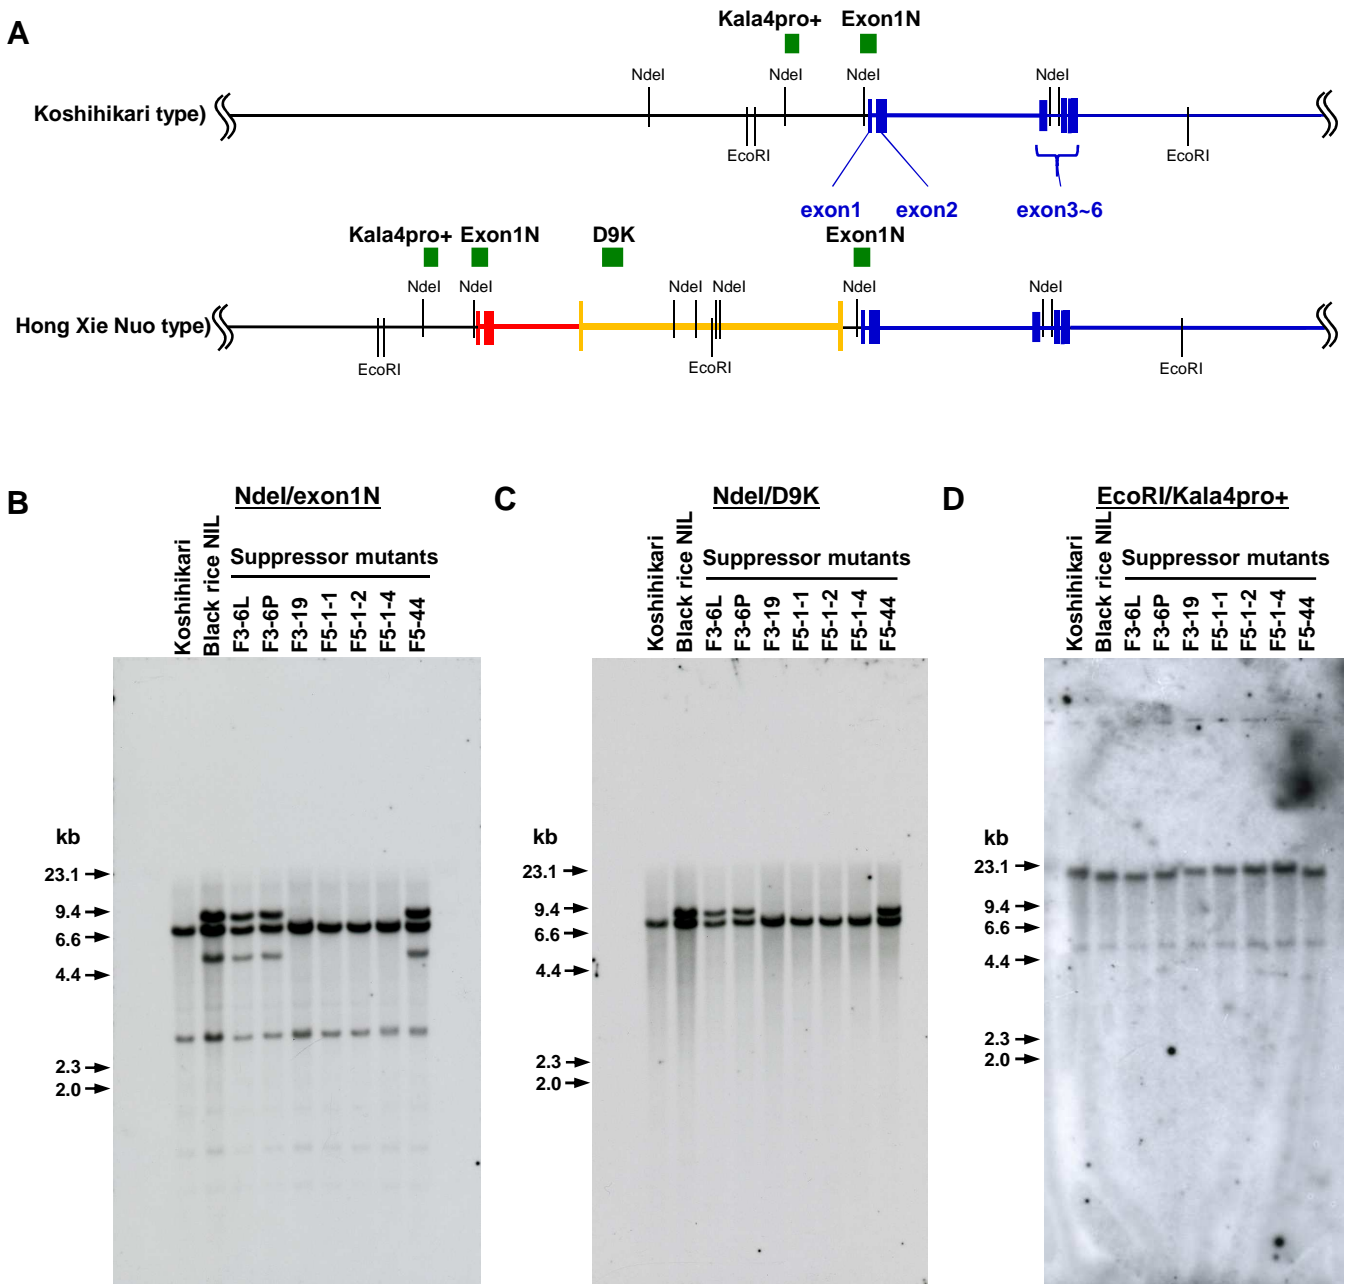 A
Kala4pro+ Exon1N
NdeI NdeI NdeI NdeI
Koshihikari type)
EcoRI EcoRI
exon1 exon2 exon3~6
Kala4pro+ Exon1N D9K Exon1N
NdeI NdeI NdeI NdeI NdeI NdeI
Hong Xie Nuo type)
EcoRI EcoRI EcoRI
B
NdeI/exon1N
Koshihikari
Black rice NIL
Suppressor mutants
F3-6L
F3-6P
F3-19
F5-1-1
F5-1-2
F5-1-4
F5-44
kb
23.1
9.4
6.6
4.4
2.3
2.0
C
NdeI/D9K
Koshihikari
Black rice NIL
Suppressor mutants
F3-6L
F3-6P
F3-19
F5-1-1
F5-1-2
F5-1-4
F5-44
kb
23.1
9.4
6.6
4.4
2.3
2.0
D
EcoRI/Kala4pro+
Koshihikari
Black rice NIL
Suppressor mutants
F3-6L
F3-6P
F3-19
F5-1-1
F5-1-2
F5-1-4
F5-44
kb
23.1
9.4
6.6
4.4
2.3
2.0